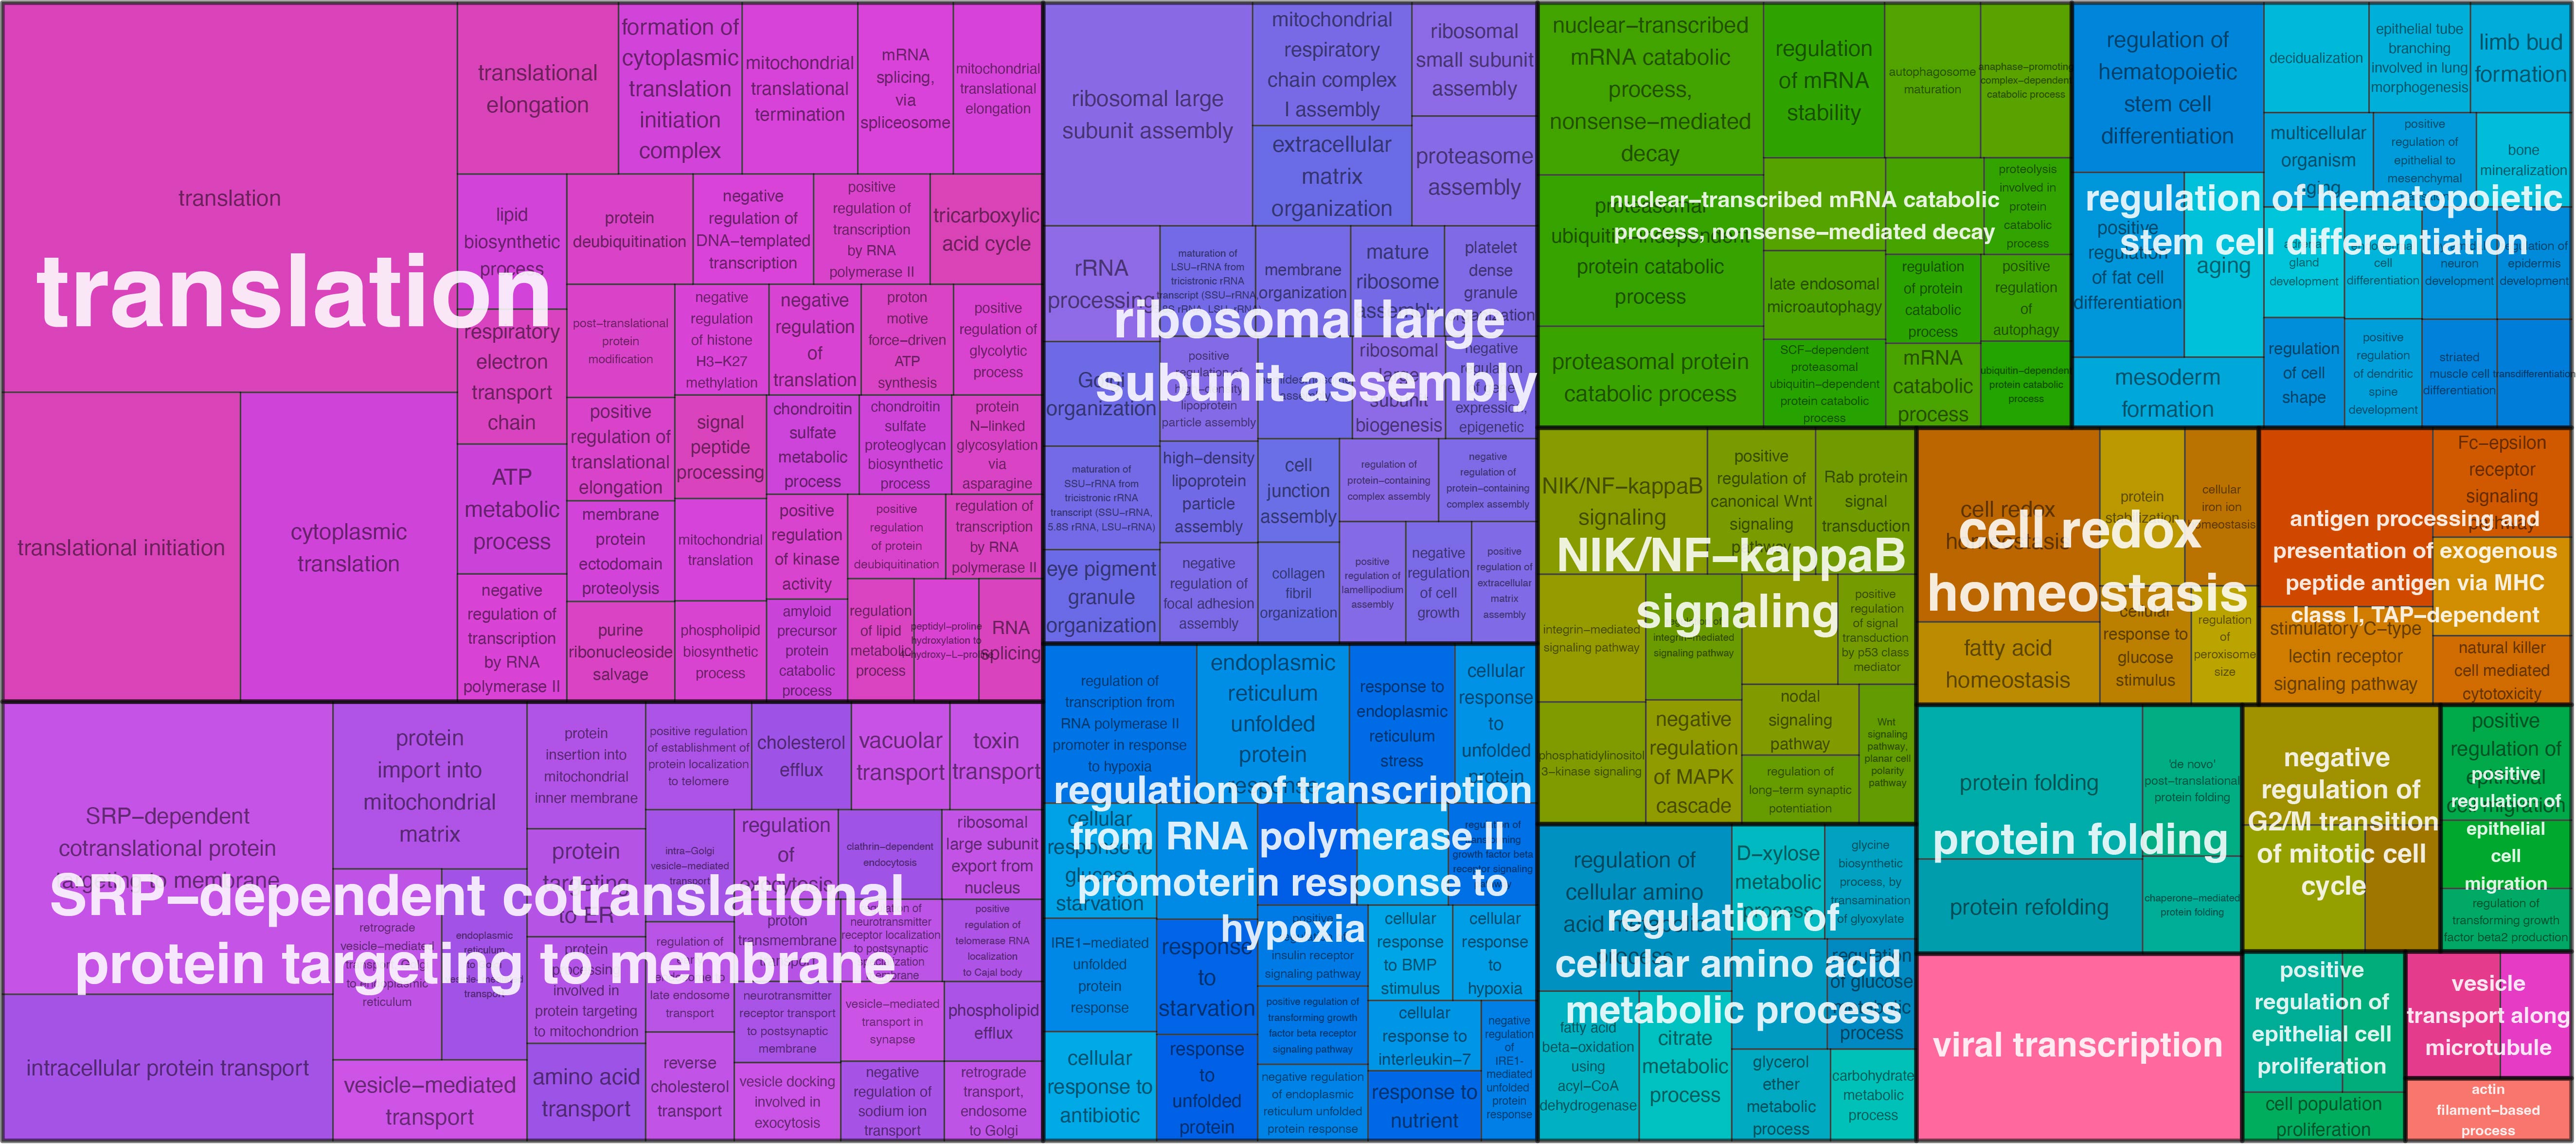 translation
translation
translational initiation
cytoplasmic
translation
translational
elongation
formation of
cytoplasmic
translation
initiation
complex
mitochondrial
translational
termination
mRNA
splicing,
via
spliceosome
mitochondrial
translational
elongation
lipid
biosynthetic
process
protein
deubiquitination
negative
regulation of
DNA–templated
transcription
positive
regulation of
transcription
by RNA
polymerase II
tricarboxylic
acid cycle
respiratory
electron
transport
chain
post–translational
protein
modification
negative
regulation
of histone
H3–K27
methylation
negative
regulation
of
translation
proton
motive
force–driven
ATP
synthesis
positive
regulation of
glycolytic
process
positive
regulation of
translational
elongation
signal
peptide
processing
chondroitin
sulfate
metabolic
process
chondroitin
sulfate
proteoglycan
biosynthetic
process
protein
N–linked
glycosylation
via
asparagine
ATP
metabolic
process
membrane
protein
ectodomain
proteolysis
mitochondrial
translation
positive
regulation
of kinase
activity
positive
regulation
of protein
deubiquitination
regulation of
transcription
by RNA
polymerase II
negative
regulation of
transcription
by RNA
polymerase II
purine
ribonucleoside
salvage
phospholipid
biosynthetic
process
amyloid
precursor
protein
catabolic
process
regulation
of lipid
metabolic
process
peptidyl–proline
hydroxylation to
RNA
splicing
SRP–dependent
cotranslational protein
targeting to membrane
SRP–dependent cotranslational
protein targeting to membrane
intracellular protein transport
protein
import into
mitochondrial
matrix
retrograde
vesicle–mediated
reticulum
endoplasmic
reticulum
transport
vesicle–mediated
transport
protein
insertion into
mitochondrial
inner membrane
protein
targeting
to ER
protein
processing
involved in
protein targeting
to mitochondrion
amino acid
transport
positive regulation
of establishment of
protein localization
to telomere
cholesterol
efflux
vacuolar
transport
toxin
transport
intra–Golgi
vesicle–mediated
transport
regulation
of
exocytosis
clathrin–dependent
endocytosis
ribosomal
large subunit
export from
nucleus
regulation of
late endosome
transport
proton
transmembrane
transport
regulation of
neurotransmitter
receptor localization
to postsynaptic
positive
regulation of
telomerase RNA
localization
to Cajal body
reverse
cholesterol
transport
neurotransmitter
receptor transport
to postsynaptic
membrane
vesicle–mediated
transport in
synapse
phospholipid
efflux
vesicle docking
involved in
exocytosis
negative
regulation of
sodium ion
transport
retrograde
transport,
endosome
to Golgi
ribosomal large
subunit assembly
mitochondrial
respiratory
chain complex
I assembly
ribosomal
small subunit
assembly
extracellular
matrix
organization
proteasome
assembly
rRNA
processing
maturation of
LSU–rRNA from
tricistronic rRNA
transcript (SSU–rRNA,
membrane
organization
mature
ribosome
assembly
platelet
dense
granule
organization
ribosomal large
subunit assembly
Golgi
organization
positive
lipoprotein
particle assembly
ribosomal
large
subunit
biogenesis
negative
regulation
of gene
expression,
epigenetic
maturation of
SSU–rRNA from
tricistronic rRNA
transcript (SSU–rRNA,
5.8S rRNA, LSU–rRNA)
high–density
lipoprotein
particle
assembly
cell
junction
assembly
regulation of
protein–containing
complex assembly
negative
regulation of
protein–containing
complex assembly
eye pigment
granule
organization
negative
regulation of
focal adhesion
assembly
collagen
fibril
organization
positive
regulation of
lamellipodium
assembly
negative
regulation
of cell
growth
positive
regulation of
extracellular
matrix
assembly
regulation of
transcription from
RNA polymerase II
promoter in response
to hypoxia
endoplasmic
reticulum
unfolded
protein
response
response to
endoplasmic
reticulum
stress
cellular
response
to
unfolded
protein
regulation of transcription
from RNA polymerase II
promoterin response to
hypoxia
cellular
response to
glucose
starvation
regulation of
transforming
growth factor beta
receptor signaling
IRE1–mediated
unfolded
protein
response
response
to
starvation
positive
insulin receptor
signaling pathway
cellular
response
to BMP
stimulus
cellular
response
to
hypoxia
positive regulation of
transforming growth
factor beta receptor
signaling pathway
cellular
response to
interleukin–7
negative
regulation
of
IRE1-
mediated
unfolded
protein
response
cellular
response to
antibiotic
response
to
unfolded
protein
negative regulation
of endoplasmic
reticulum unfolded
protein response
response to
nutrient
nuclear–transcribed
mRNA catabolic
process,
nonsense–mediated
decay
regulation
of mRNA
stability
autophagosome
maturation
anaphase–promoting
complex–dependent
catabolic process
nuclear–transcribed mRNA catabolic
process, nonsense–mediated decay
proteasomal
ubiquitin–independent
protein catabolic
process
proteolysis
involved in
protein
catabolic
process
late endosomal
microautophagy
regulation
of protein
catabolic
process
positive
regulation
of
autophagy
proteasomal protein
catabolic process
SCF–dependent
proteasomal
ubiquitin–dependent
protein catabolic
process
mRNA
catabolic
process
ubiquitin–dependent
protein catabolic
process
regulation of
hematopoietic
stem cell
differentiation
decidualization
epithelial tube
branching
involved in lung
morphogenesis
limb bud
formation
multicellular
organism
aging
positive
regulation of
epithelial to
mesenchymal
bone
mineralization
regulation of hematopoietic
stem cell differentiation
positive
regulation
of fat cell
differentiation
aging
gland
development
cell
differentiation
neuron
development
regulation of
epidermis
development
mesoderm
formation
regulation
of cell
shape
positive
regulation
of dendritic
spine
development
striated
muscle cell
differentiation
transdifferentiation
NIK/NF–kappaB
signaling
positive
regulation of
canonical Wnt
signaling
pathway
Rab protein
signal
transduction
NIK/NF–kappaB
signaling
integrin–mediated
signaling pathway
regulation of
integrin–mediated
signaling pathway
positive
regulation
of signal
transduction
by p53 class
mediator
phosphatidylinositol
3–kinase signaling
negative
regulation
of MAPK
cascade
nodal
signaling
pathway
regulation of
long–term synaptic
potentiation
Wnt
signaling
pathway,
planar cell
polarity
pathway
cell redox
homeostasis
protein
stabilization
cellular
iron ion
homeostasis
cell redox
homeostasis
fatty acid
homeostasis
cellular
response to
glucose
stimulus
regulation
of
peroxisome
size
Fc–epsilon
receptor
signaling
pathway
antigen processing and
presentation of exogenous
peptide antigen via MHC
class I, TAP–dependent
stimulatory C–type
lectin receptor
signaling pathway
natural killer
cell mediated
cytotoxicity
regulation of
cellular amino
acid metabolic
process
D–xylose
metabolic
process
glycine
biosynthetic
process, by
transamination
of glyoxylate
regulation of
cellular amino acid
metabolic process
regulation
of glucose
metabolic
process
fatty acid
beta–oxidation
using
acyl–CoA
dehydrogenase
citrate
metabolic
process
glycerol
ether
metabolic
process
carbohydrate
metabolic
process
protein folding
'de novo'
post–translational
protein folding
protein folding
protein refolding
chaperone–mediated
protein folding
viral transcription
negative
regulation of
G2/M transition
of mitotic cell
cycle
positive
regulation of
epithelial
cell migration
positive
regulation of
epithelial
cell
migration
regulation of
transforming growth
factor beta2 production
positive
regulation of
epithelial cell
proliferation
cell population
proliferation
vesicle
transport along
microtubule
actin
filament–based
process